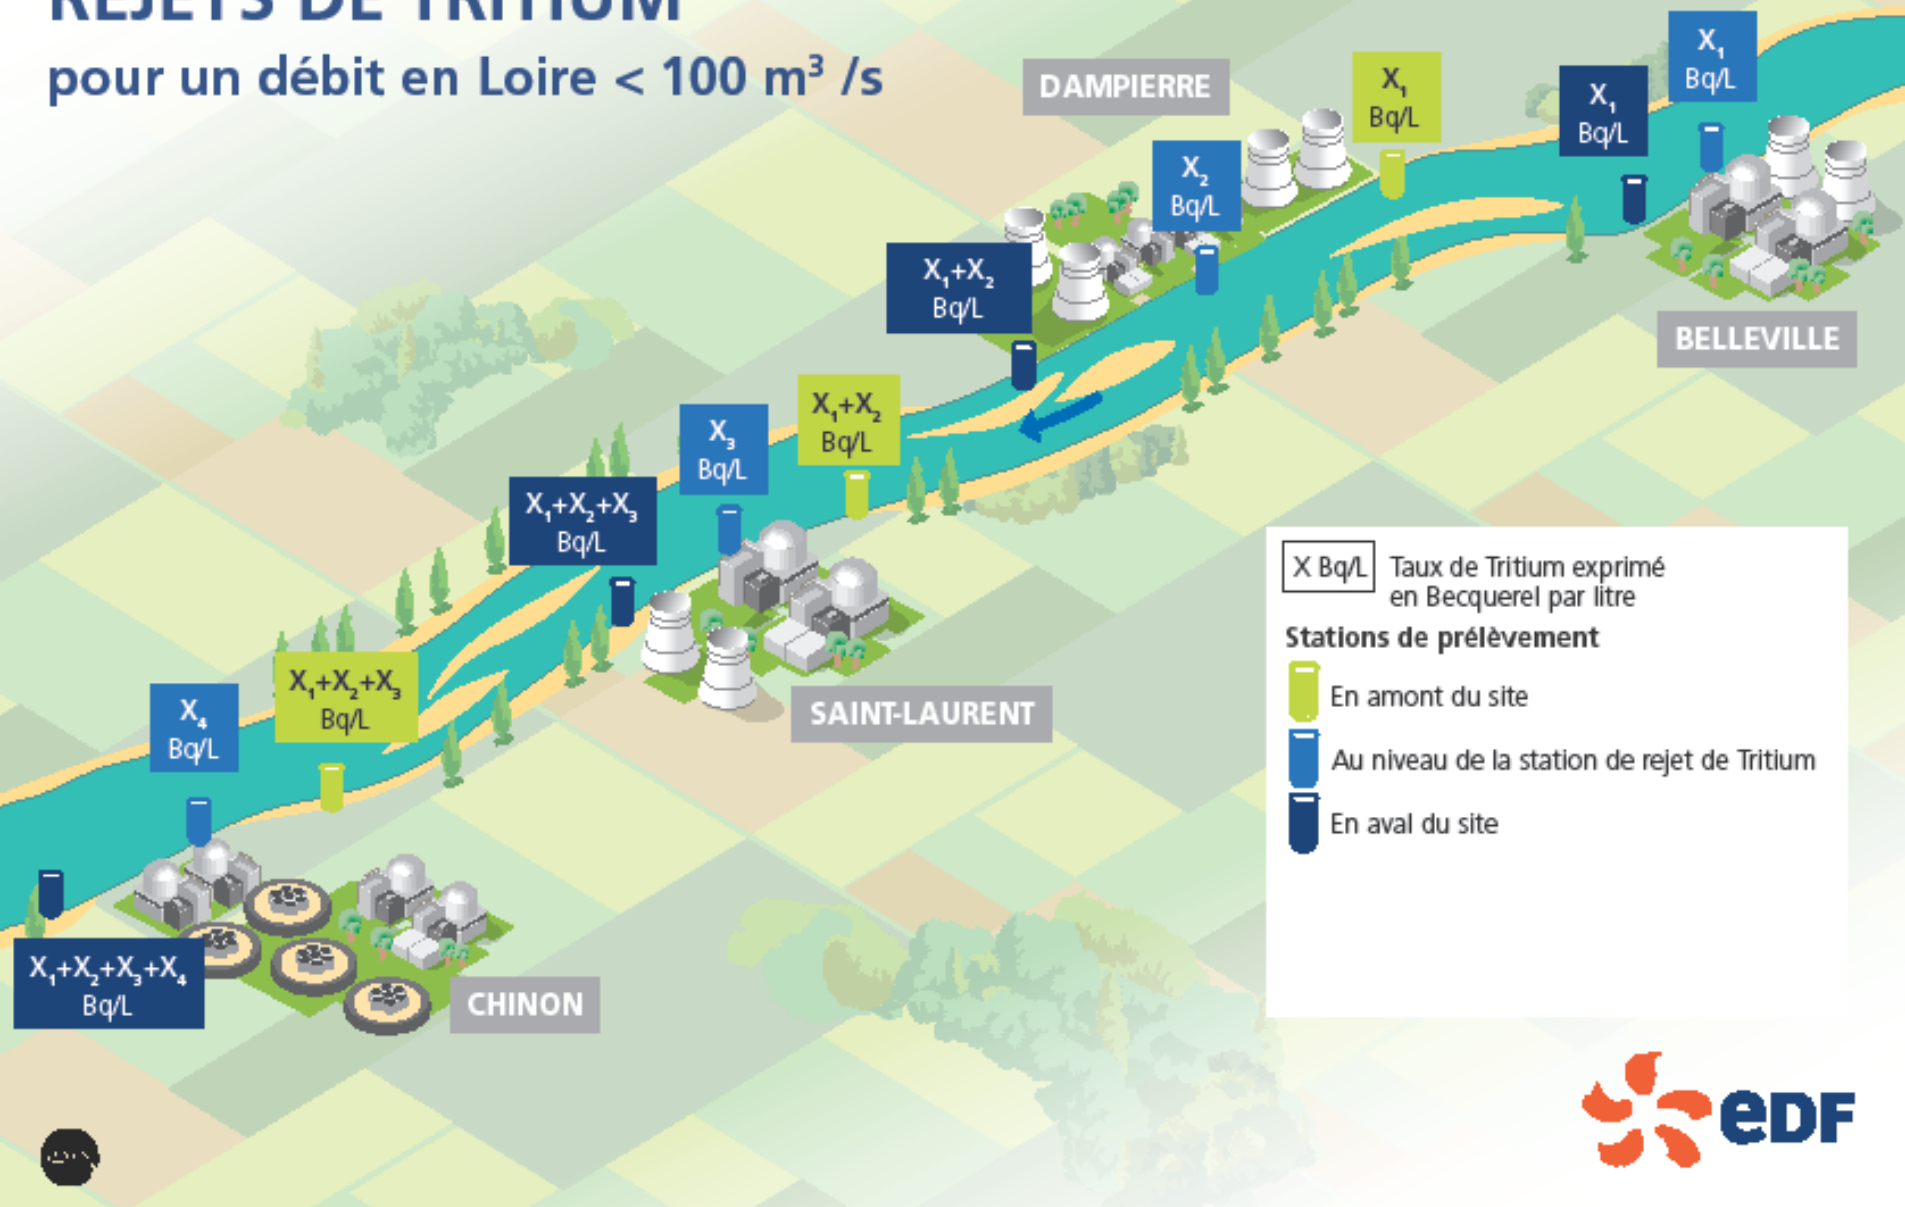 REJETS DE TRITIUM
pour un débit en Loire < 100 m³ /s
X₁
Bq/L
X₁
Bq/L
X₁
Bq/L
DAMPIERRE
X₂
Bq/L
X₁+X₂
Bq/L
BELLEVILLE
X₁+X₂
Bq/L
X₃
Bq/L
X₁+X₂+X₃
Bq/L
SAINT-LAURENT
X₁+X₂+X₃
Bq/L
X₄
Bq/L
X₁+X₂+X₃+X₄
Bq/L
CHINON
X Bq/L Taux de Tritium exprimé
en Becquerel par litre
Stations de prélèvement
En amont du site
Au niveau de la station de rejet de Tritium
En aval du site
eDF